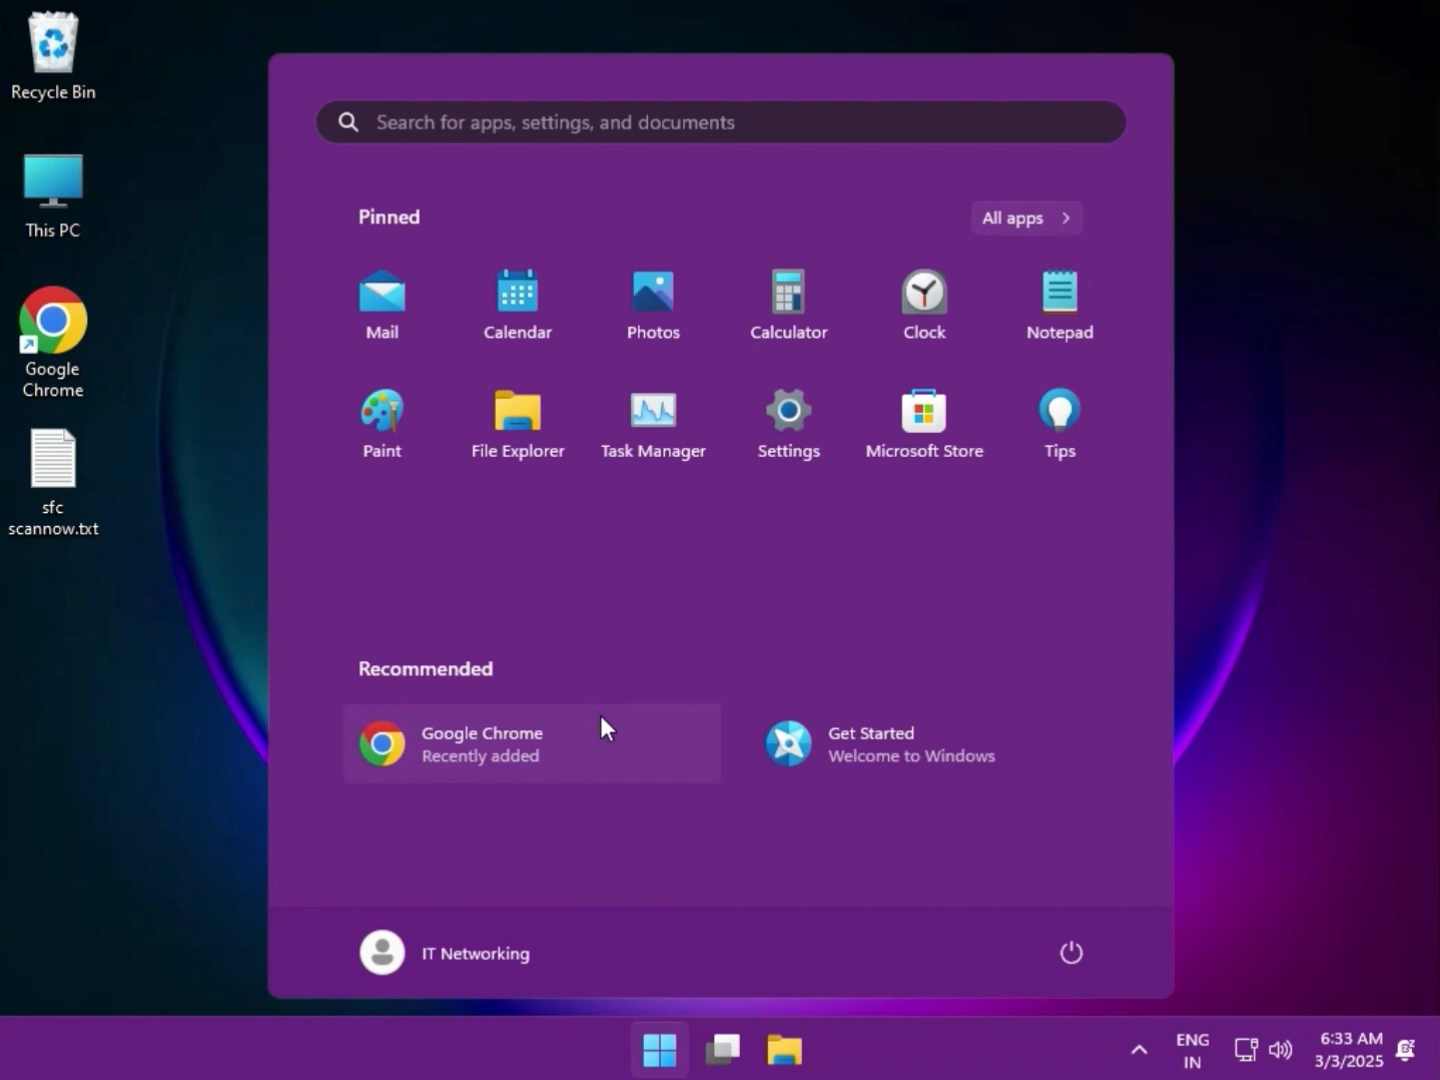 Recycle Bin
This PC
Google
Chrome
sfc
scannow.txt
Search for apps, settings, and documents
Pinned
All apps
Mail
Calendar
Photos
Calculator
Clock
Notepad
Paint
File Explorer
Task Manager
Settings
Microsoft Store
Tips
Recommended
Google Chrome
Recently added
Get Started
Welcome to Windows
IT Networking
ENG
IN
6:33 AM
3/3/2025